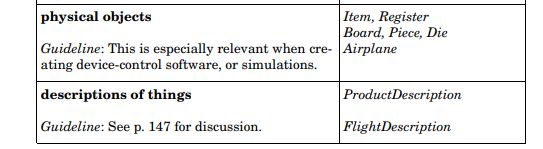 physical objects
Item, Register
Board, Piece, Die
Guideline: This is especially relevant when cre-
Airplane
ating device-control software, or simulations.
descriptions of things
ProductDescription
Guideline: See p. 147 for discussion.
FlightDescription